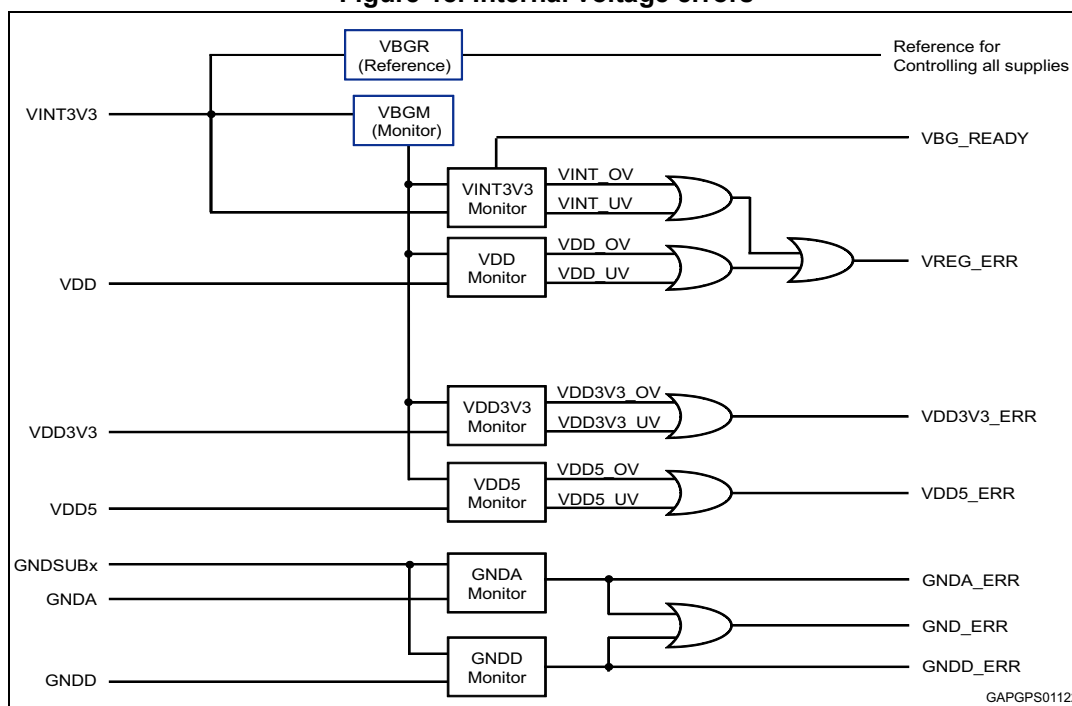 Figure 18. Internal voltage errors
VBGR
(Reference)
Reference for
Controlling all supplies
VINT3V3
VBGM
(Monitor)
VBG_READY
VINT3V3
Monitor
VINT_OV
VINT_UV
VDD
Monitor
VDD_OV
VDD_UV
VREG_ERR
VDD
VDD3V3
Monitor
VDD3V3_OV
VDD3V3_UV
VDD3V3_ERR
VDD3V3
VDD5
Monitor
VDD5_OV
VDD5_UV
VDD5_ERR
VDD5
GNDSUBx
GNDA
Monitor
GNDA_ERR
GNDA
GND_ERR
GNDD
Monitor
GNDD_ERR
GNDD